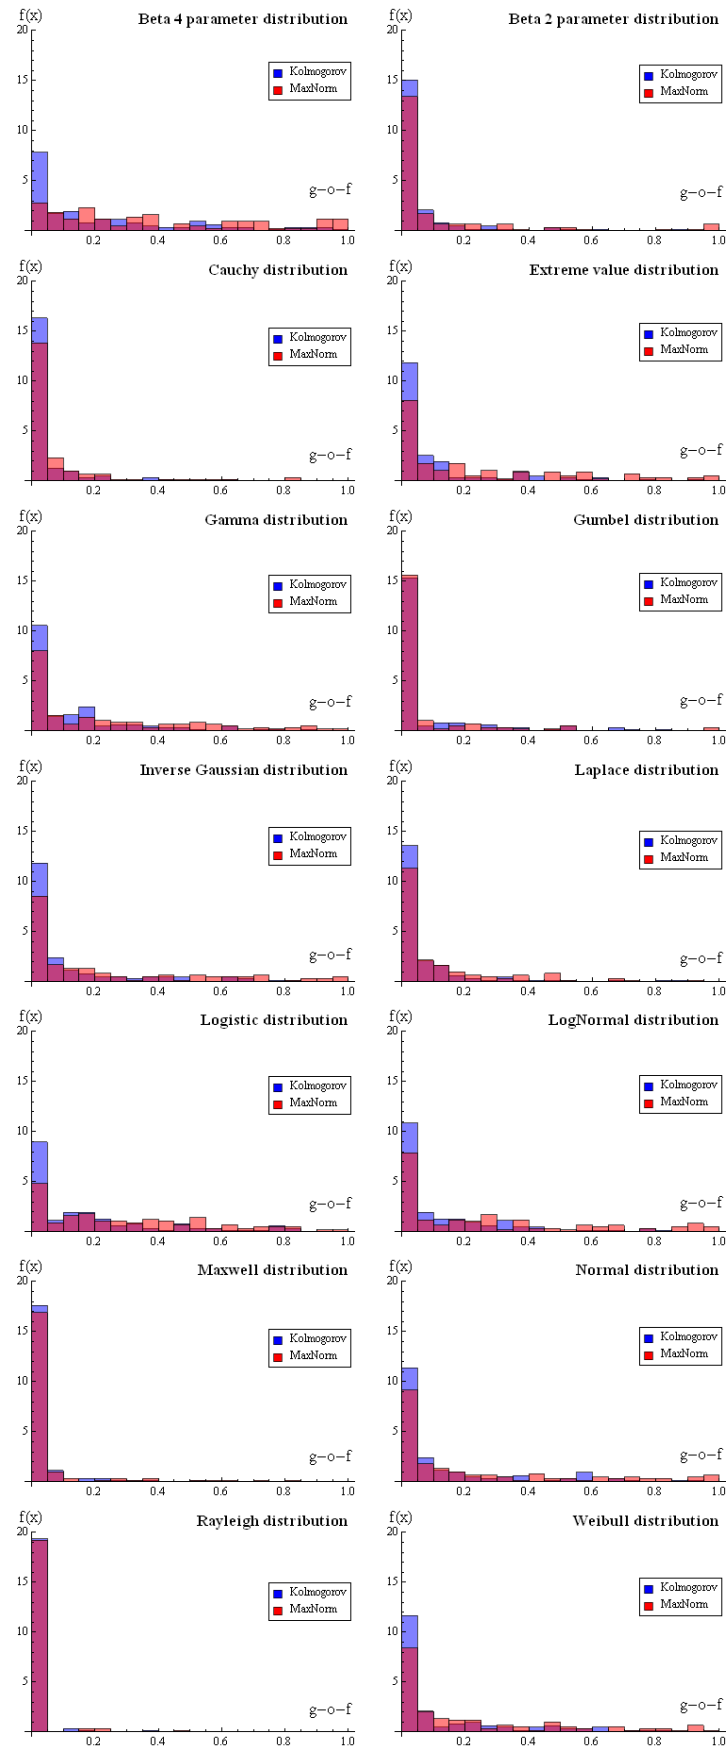 f(x) Beta 4 parameter distribution
20
15
10
5
Kolmogorov
MaxNorm
g-o-f
0.2 0.4 0.6 0.8 1.0
f(x) Beta 2 parameter distribution
20
15
10
5
Kolmogorov
MaxNorm
g-o-f
0.2 0.4 0.6 0.8 1.0
f(x) Cauchy distribution
20
15
10
5
Kolmogorov
MaxNorm
g-o-f
0.2 0.4 0.6 0.8 1.0
f(x) Extreme value distribution
20
15
10
5
Kolmogorov
MaxNorm
g-o-f
0.2 0.4 0.6 0.8 1.0
f(x) Gamma distribution
20
15
10
5
Kolmogorov
MaxNorm
g-o-f
0.2 0.4 0.6 0.8 1.0
f(x) Gumbel distribution
20
15
10
5
Kolmogorov
MaxNorm
g-o-f
0.2 0.4 0.6 0.8 1.0
f(x) Inverse Gaussian distribution
20
15
10
5
Kolmogorov
MaxNorm
g-o-f
0.2 0.4 0.6 0.8 1.0
f(x) Laplace distribution
20
15
10
5
Kolmogorov
MaxNorm
g-o-f
0.2 0.4 0.6 0.8 1.0
f(x) Logistic distribution
20
15
10
5
Kolmogorov
MaxNorm
g-o-f
0.2 0.4 0.6 0.8 1.0
f(x) LogNormal distribution
20
15
10
5
Kolmogorov
MaxNorm
g-o-f
0.2 0.4 0.6 0.8 1.0
f(x) Maxwell distribution
20
15
10
5
Kolmogorov
MaxNorm
g-o-f
0.2 0.4 0.6 0.8 1.0
f(x) Normal distribution
20
15
10
5
Kolmogorov
MaxNorm
g-o-f
0.2 0.4 0.6 0.8 1.0
f(x) Rayleigh distribution
20
15
10
5
Kolmogorov
MaxNorm
g-o-f
0.2 0.4 0.6 0.8 1.0
f(x) Weibull distribution
20
15
10
5
Kolmogorov
MaxNorm
g-o-f
0.2 0.4 0.6 0.8 1.0